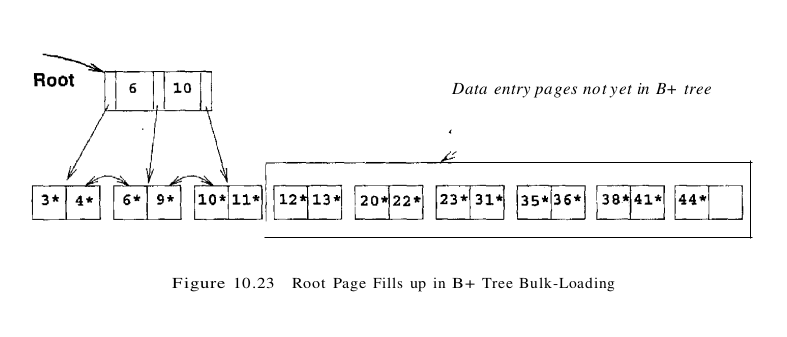 Root
6 10
Data entry pages not yet in B+ tree
3* 4* 6* 9* 10* 11* 12* 13* 20* 22* 23* 31* 35* 36* 38* 41* 44*
Figure 10.23 Root Page Fills up in B+ Tree Bulk-Loading